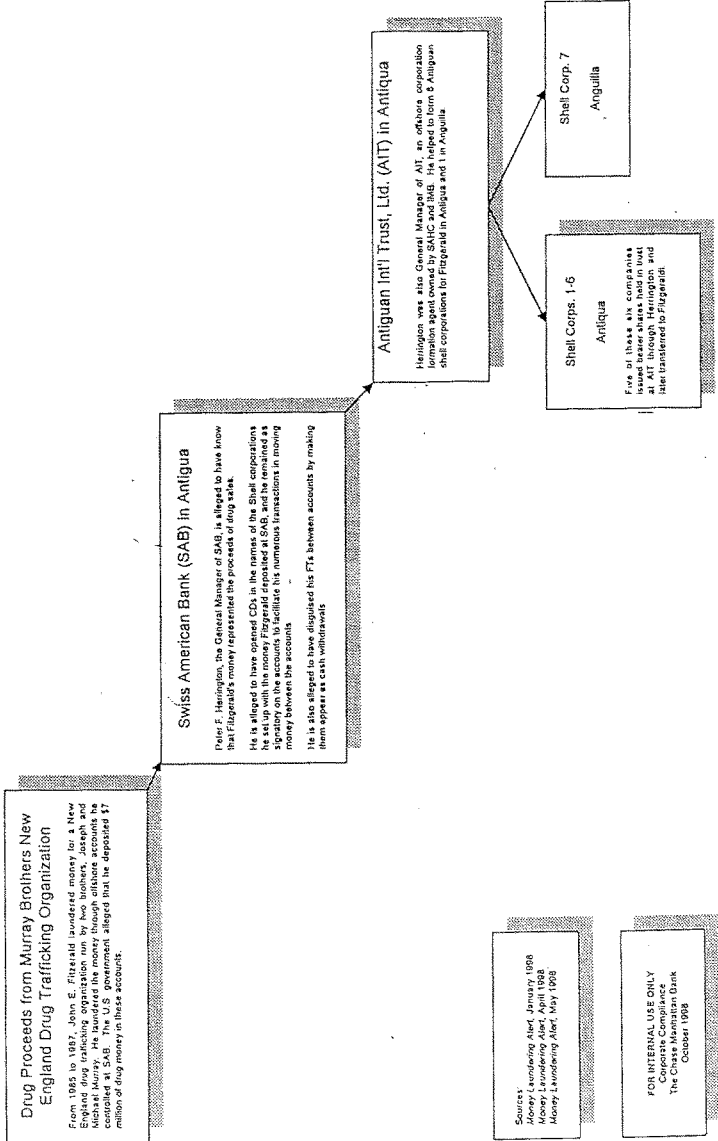 Drug Proceeds from Murray Brothers New
England Drug Trafficking Organization
From 1985 to 1987, John E. Fitzerald laundered money for a New
England drug trafficking organization run by two brothers, Joseph and
Michael Murray. He laundered the money through offshore accounts he
controlled at SAB. The U.S. government alleged that he deposited $7
million of drug money in these accounts.
Swiss American Bank (SAB) in Antigua
Peter F. Herrington, the General Manager of SAB, is alleged to have know
that Fitzgerald's money represented the proceeds of drug sales.
He is alleged to have opened CDs in the names of the Shell corporations
he set up with the money Fitzgerald deposited at SAB, and he remained as
signatory on the accounts to facilitate his numerous transactions in moving
money between the accounts
He is also alleged to have disguised his FTs between accounts by making
them appear as cash withdrawals
Antiguan Int'l Trust, Ltd. (AIT) in Antiqua
Herrington was also General Manager of AIT, an offshore corporation
formation agent owned by SAHC and IMB. He helped to form 6 Antiguan
shell corporations for Fitzgerald in Antigua and 1 in Anguilla
Shell Corps. 1-6
Antiqua
Five of these six companies
issued bearer shares held in trust
at AIT through Herrington and
later transferred to Fitzgerald.
Shell Corp. 7
Anguilla
Sources
Money Laundering Alert, January 1998
Money Laundering Alert, April 1998
Money Laundering Alert, May 1998
FOR INTERNAL USE ONLY
Corporate Compliance
The Chase Manhattan Bank
October 1998